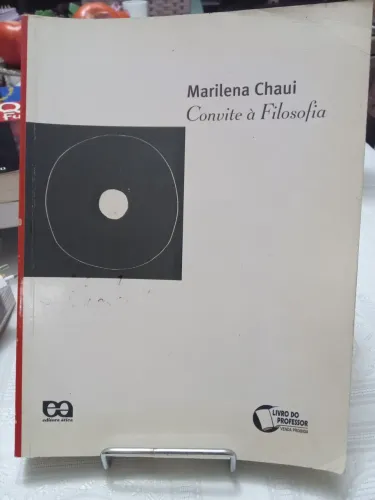 Marilena Chaui
Convite à Filosofia
editora ática
LIVRO DO
PROFESSOR
VENDA PROIBIDA